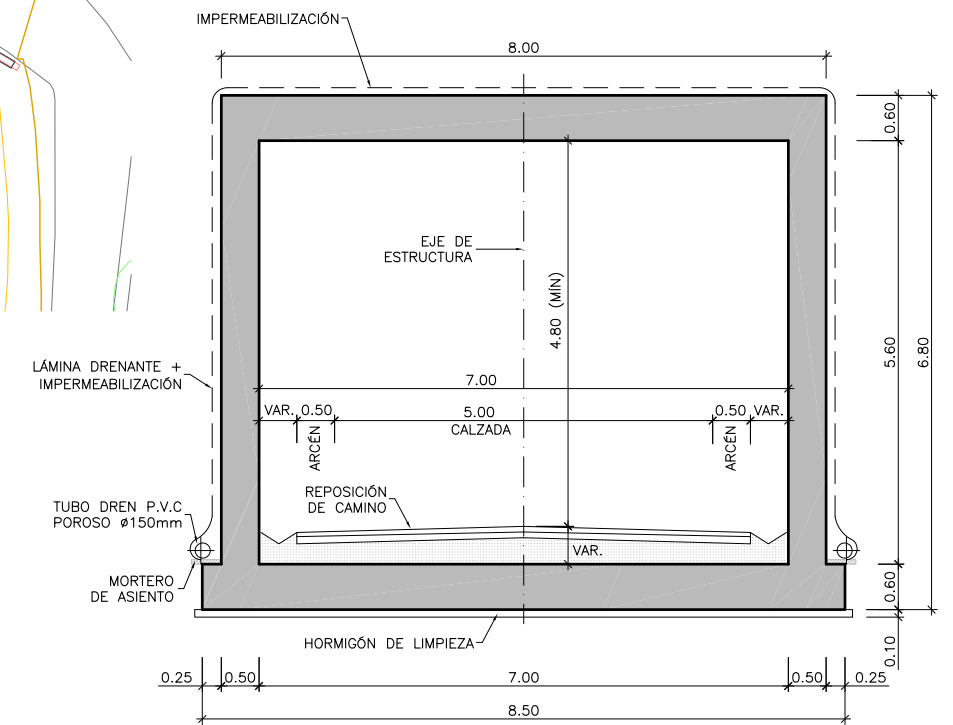 IMPERMEABILIZACIÓN
8.00
0.60
EJE DE
ESTRUCTURA
4.80 (MÍN)
5.60
6.80
LÁMINA DRENANTE +
IMPERMEABILIZACIÓN
7.00
VAR. 0.50
5.00
0.50 VAR.
CALZADA
ARCÉN
ARCÉN
REPOSICIÓN
DE CAMINO
TUBO DREN P.V.C
POROSO Ø150mm
VAR.
MORTERO
DE ASIENTO
0.60
HORMIGÓN DE LIMPIEZA
0.10
0.25 0.50 7.00 0.50 0.25
8.50